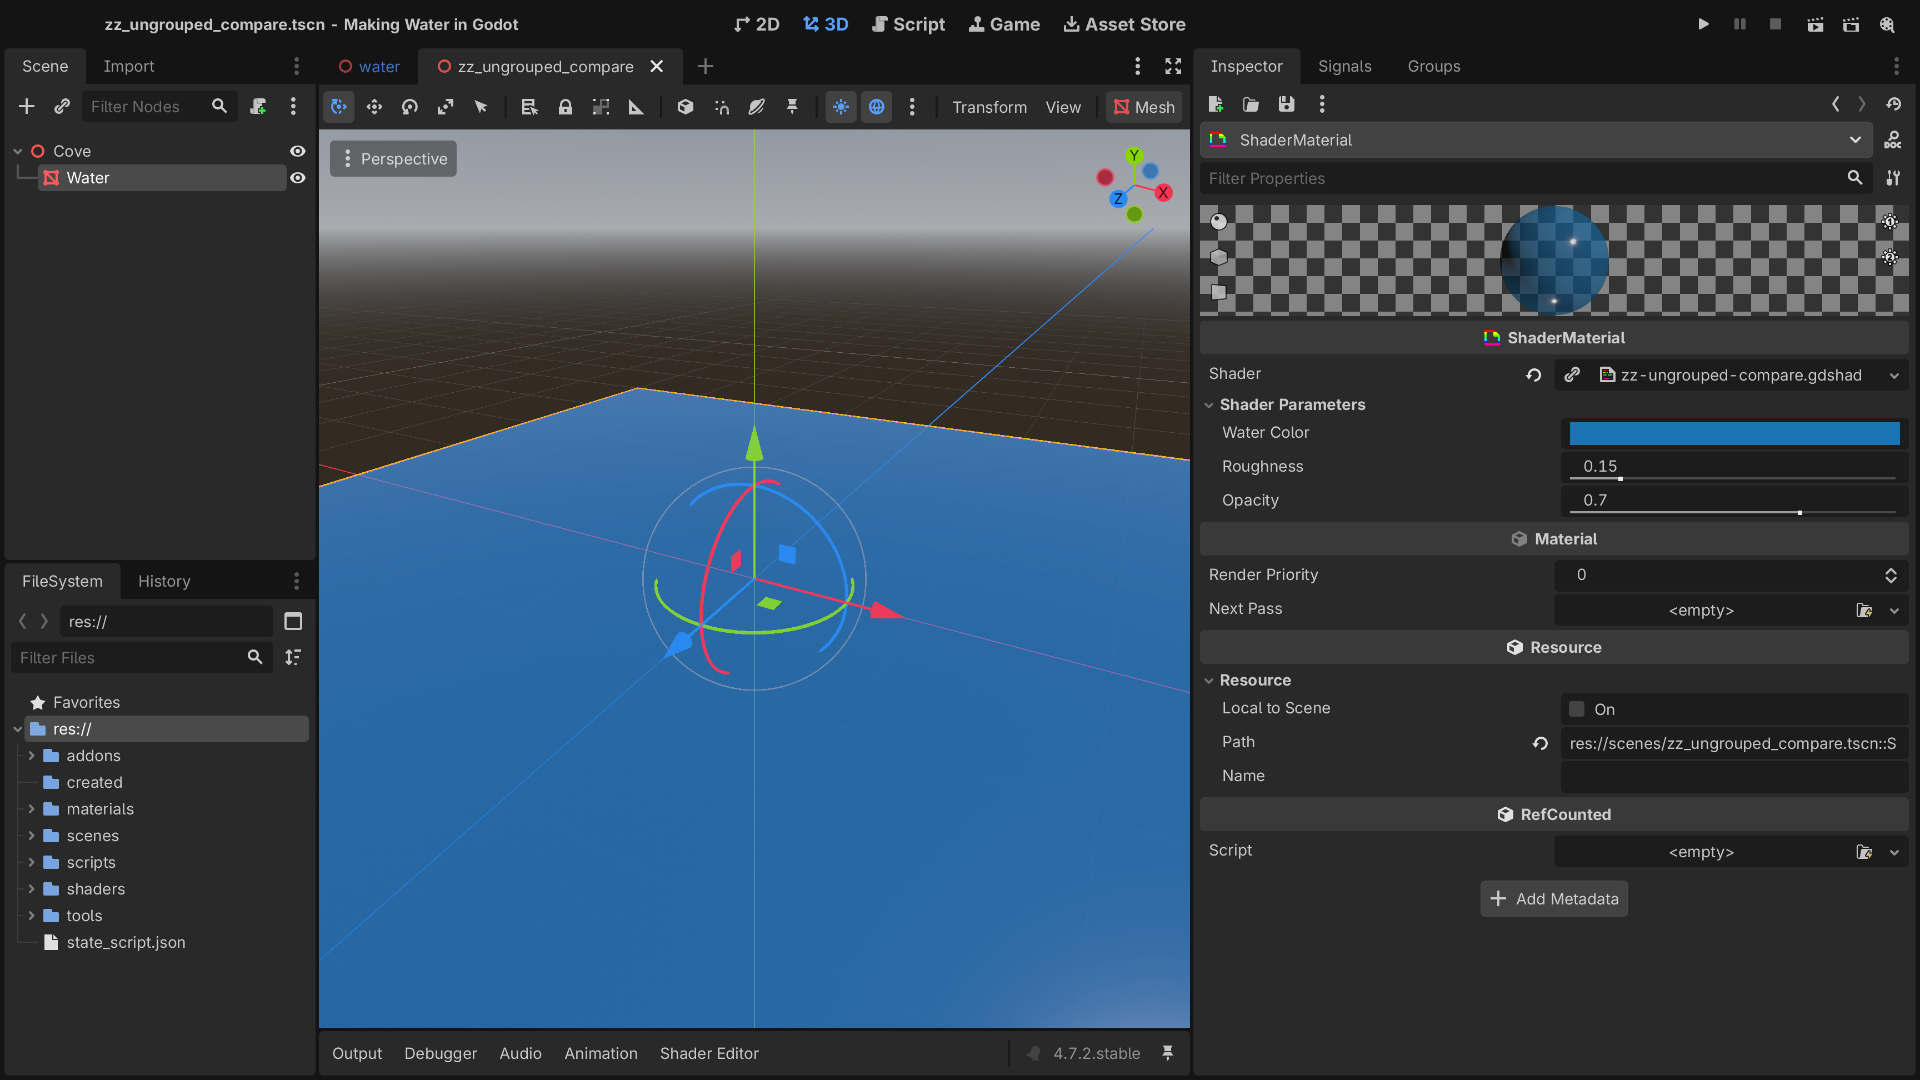 zz_ungrouped_compare.tscn - Making Water in Godot
2D
3D
Script
Game
Asset Store
Scene
Import
water
zz_ungrouped_compare
Inspector
Signals
Groups
Filter Nodes
Transform
View
Mesh
Cove
Water
Perspective
Y
X
Z
ShaderMaterial
Filter Properties
1
2
ShaderMaterial
Shader
zz-ungrouped-compare.gdshad
Shader Parameters
Water Color
Roughness
0.15
Opacity
0.7
Material
Render Priority
0
Next Pass
<empty>
Resource
Resource
Local to Scene
On
Path
res://scenes/zz_ungrouped_compare.tscn::S
Name
RefCounted
Script
<empty>
Add Metadata
FileSystem
History
res://
Filter Files
Favorites
res://
addons
created
materials
scenes
scripts
shaders
tools
state_script.json
Output
Debugger
Audio
Animation
Shader Editor
4.7.2.stable